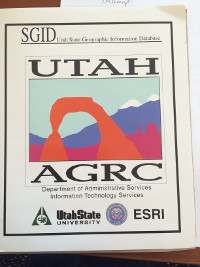 SGID Utah State Geographic Information Database
UTAH
AGRC
Department of Administrative Services
Information Technology Services
UtahState
UNIVERSITY
ESRI